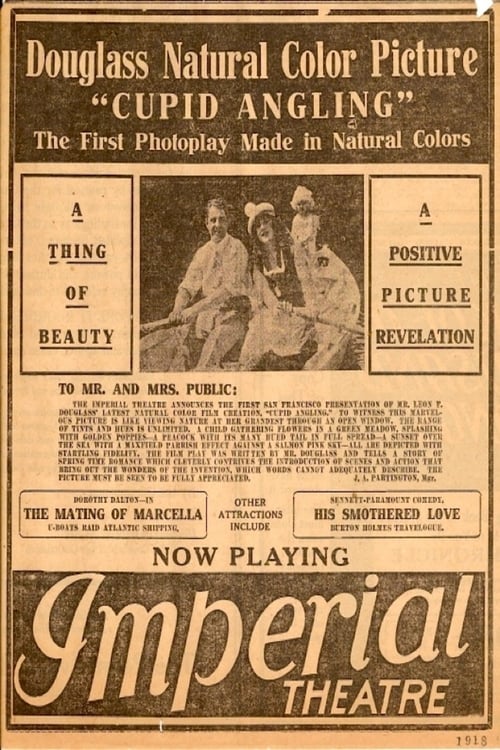 Douglass Natural Color Picture
"CUPID ANGLING"
The First Photoplay Made in Natural Colors
A
THING
OF
BEAUTY
A
POSITIVE
PICTURE
REVELATION
TO MR. AND MRS. PUBLIC:
THE IMPERIAL THEATRE ANNOUNCES THE FIRST SAN FRANCISCO PRESENTATION OF MR. LEON F.
DOUGLASS' LATEST NATURAL COLOR FILM CREATION, "CUPID ANGLING." TO WITNESS THIS MARVEL-
OUS PICTURE IS LIKE VIEWING NATURE AT HER GRANDEST THROUGH AN OPEN WINDOW. THE RANGE
OF TINTS AND HUES IS UNLIMITED. A CHILD GATHERING FLOWERS IN A GREEN MEADOW, SPLASHING
WITH GOLDEN POPPIES—A PEACOCK WITH ITS MANY HUED TAIL IN FULL SPREAD—A SUNSET OVER
THE SEA WITH A MAXFIELD PARRISH EFFECT AGAINST A SALMON PINK SKY—ALL ARE DEPICTED WITH
STARTLING FIDELITY. THE FILM PLAY WAS WRITTEN BY MR. DOUGLASS AND TELLS A STORY OF
SPRING TIME ROMANCE WHICH CLEVERLY CONTRIVES THE INTRODUCTION OF SCENES AND ACTION THAT
BRING OUT THE WONDERS OF THE INVENTION, WHICH WORDS CANNOT ADEQUATELY DESCRIBE. THE
PICTURE MUST BE SEEN TO BE FULLY APPRECIATED. J. A. PARTINGTON, Mgr.
DOROTHY DALTON—IN
THE MATING OF MARCELLA
U-BOATS RAID ATLANTIC SHIPPING.
OTHER
ATTRACTIONS
INCLUDE
SENNETT-PARAMOUNT COMEDY,
HIS SMOTHERED LOVE
BURTON HOLMES TRAVELOGUE.
NOW PLAYING
Imperial
THEATRE
1918